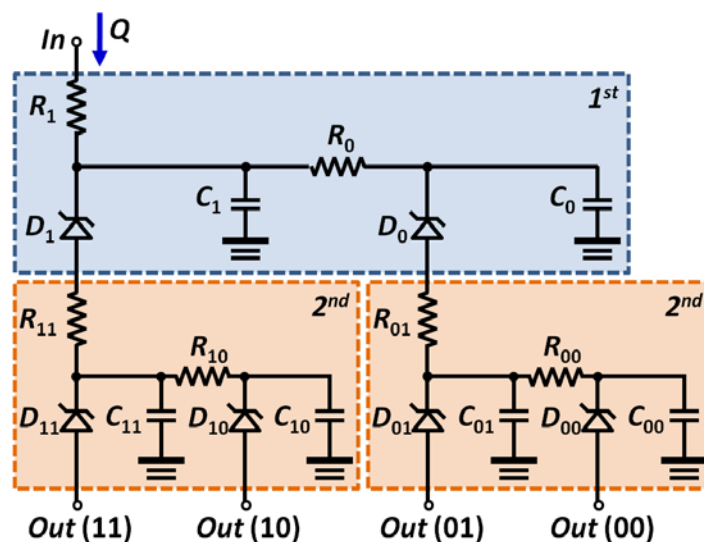 In Q
1st
R1
R0
C1
C0
D1
D0
2nd
2nd
R11
R01
R10
R00
D11
C11
D10
C10
D01
C01
D00
C00
Out (11)
Out (10)
Out (01)
Out (00)